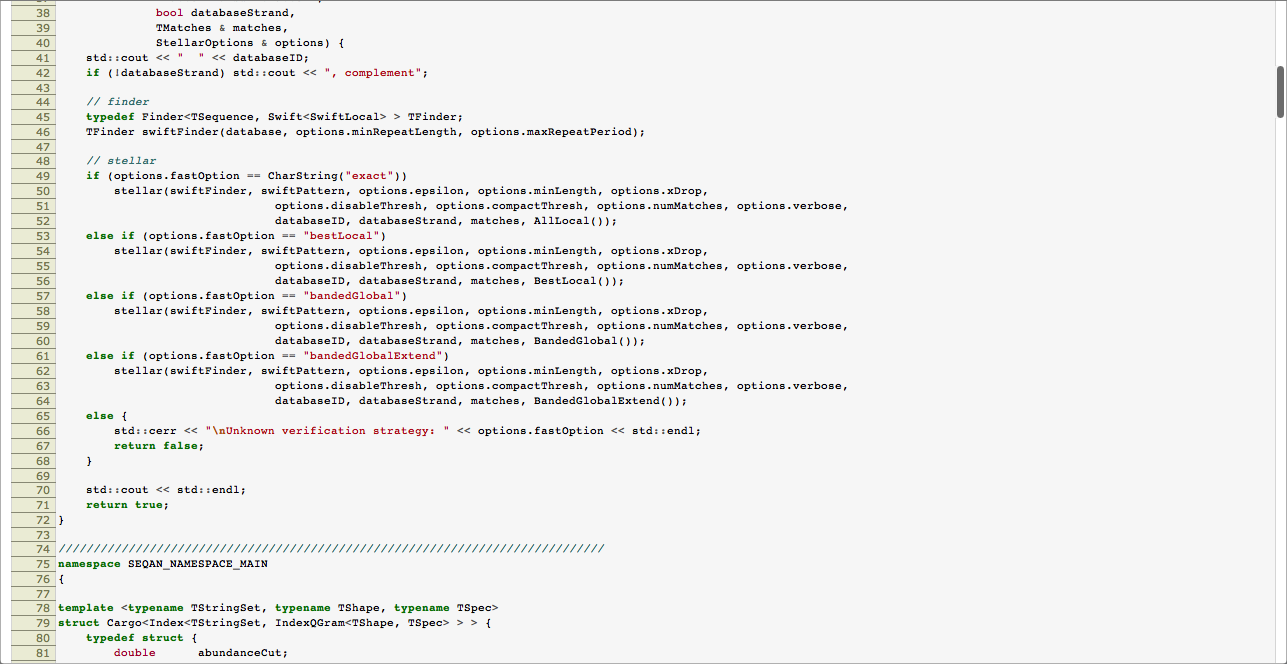 38 bool databaseStrand,
39 TMatches & matches,
40 StellarOptions & options) {
41 std::cout << "  " << databaseID;
42 if (!databaseStrand) std::cout << ", complement";
43
44 // finder
45 typedef Finder<TSequence, Swift<SwiftLocal> > TFinder;
46 TFinder swiftFinder(database, options.minRepeatLength, options.maxRepeatPeriod);
47
48 // stellar
49 if (options.fastOption == CharString("exact"))
50 stellar(swiftFinder, swiftPattern, options.epsilon, options.minLength, options.xDrop,
51 options.disableThresh, options.compactThresh, options.numMatches, options.verbose,
52 databaseID, databaseStrand, matches, AllLocal());
53 else if (options.fastOption == "bestLocal")
54 stellar(swiftFinder, swiftPattern, options.epsilon, options.minLength, options.xDrop,
55 options.disableThresh, options.compactThresh, options.numMatches, options.verbose,
56 databaseID, databaseStrand, matches, BestLocal());
57 else if (options.fastOption == "bandedGlobal")
58 stellar(swiftFinder, swiftPattern, options.epsilon, options.minLength, options.xDrop,
59 options.disableThresh, options.compactThresh, options.numMatches, options.verbose,
60 databaseID, databaseStrand, matches, BandedGlobal());
61 else if (options.fastOption == "bandedGlobalExtend")
62 stellar(swiftFinder, swiftPattern, options.epsilon, options.minLength, options.xDrop,
63 options.disableThresh, options.compactThresh, options.numMatches, options.verbose,
64 databaseID, databaseStrand, matches, BandedGlobalExtend());
65 else {
66 std::cerr << "\nUnknown verification strategy: " << options.fastOption << std::endl;
67 return false;
68 }
69
70 std::cout << std::endl;
71 return true;
72 }
73
74 //////////////////////////////////////////////////////////////////////////////
75 namespace SEQAN_NAMESPACE_MAIN
76 {
77
78 template <typename TStringSet, typename TShape, typename TSpec>
79 struct Cargo<Index<TStringSet, IndexQGram<TShape, TSpec> > > {
80 typedef struct {
81 double abundanceCut;